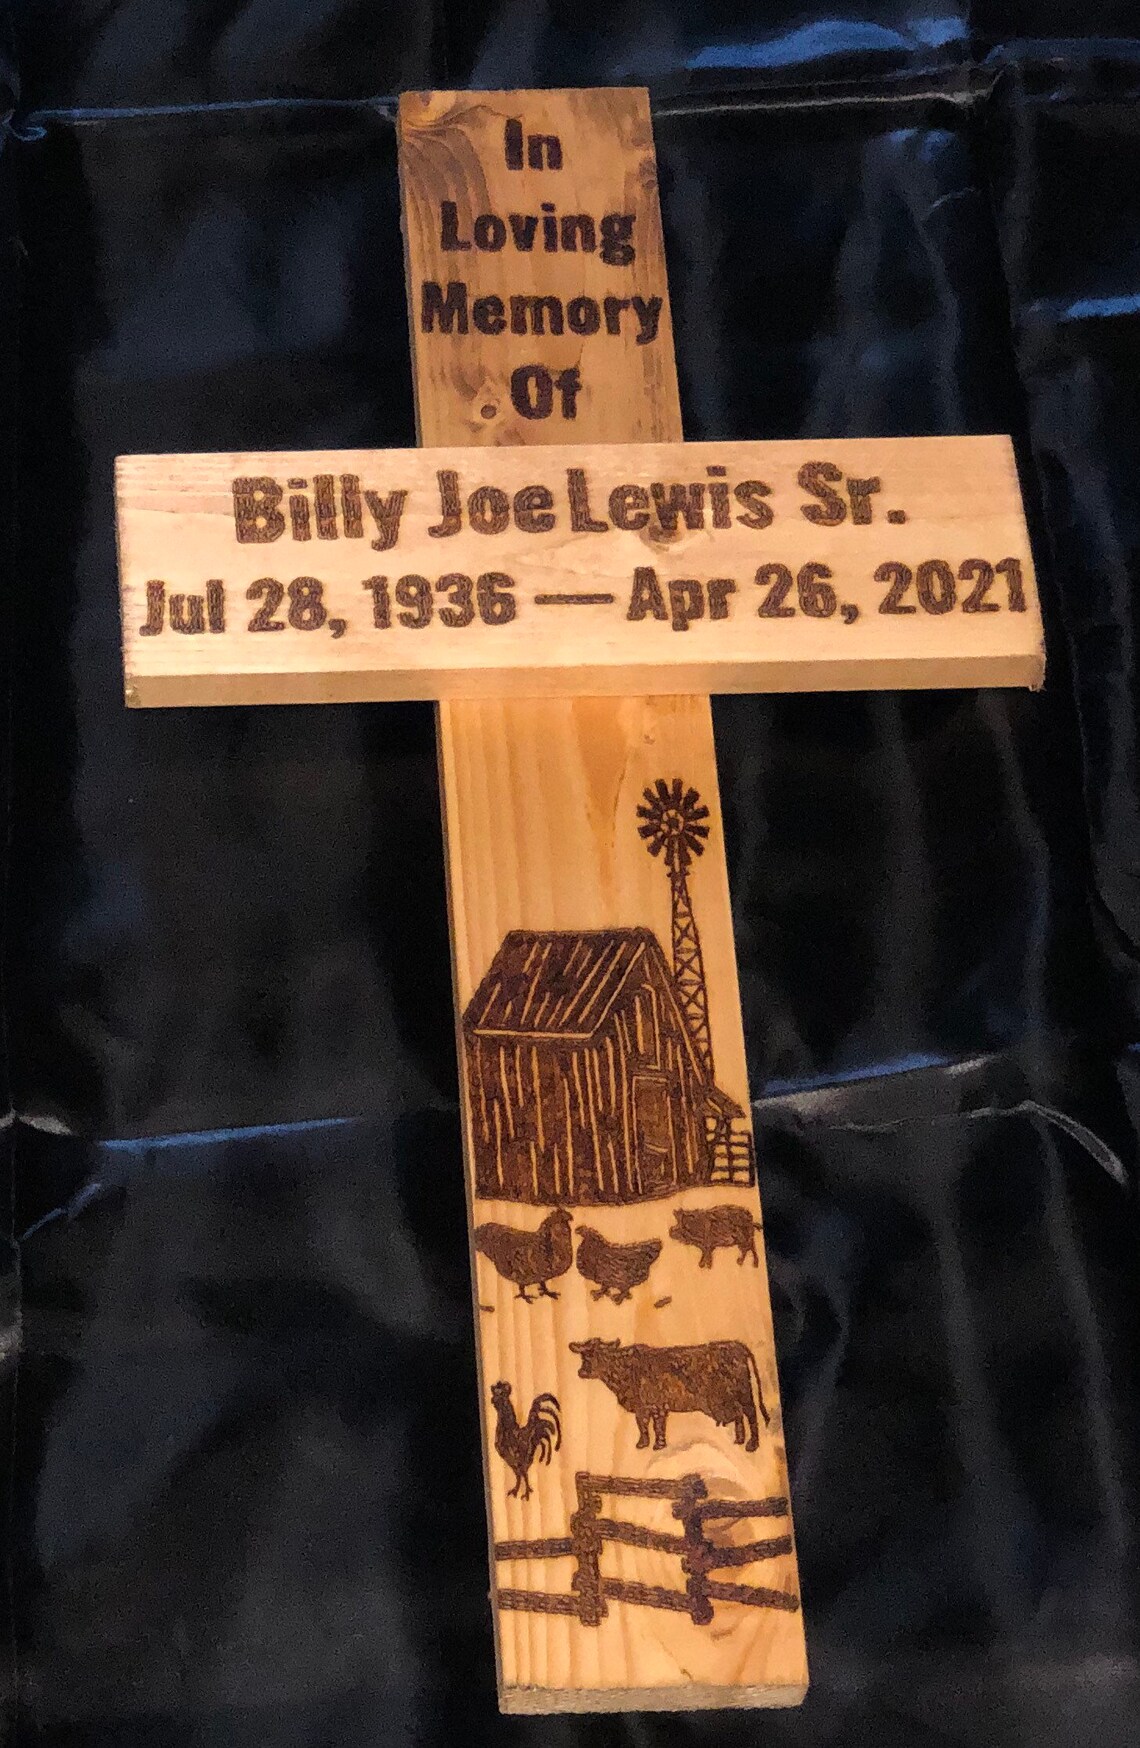 In
Loving
Memory
Of
Billy Joe Lewis Sr.
Jul 28, 1936 — Apr 26, 2021